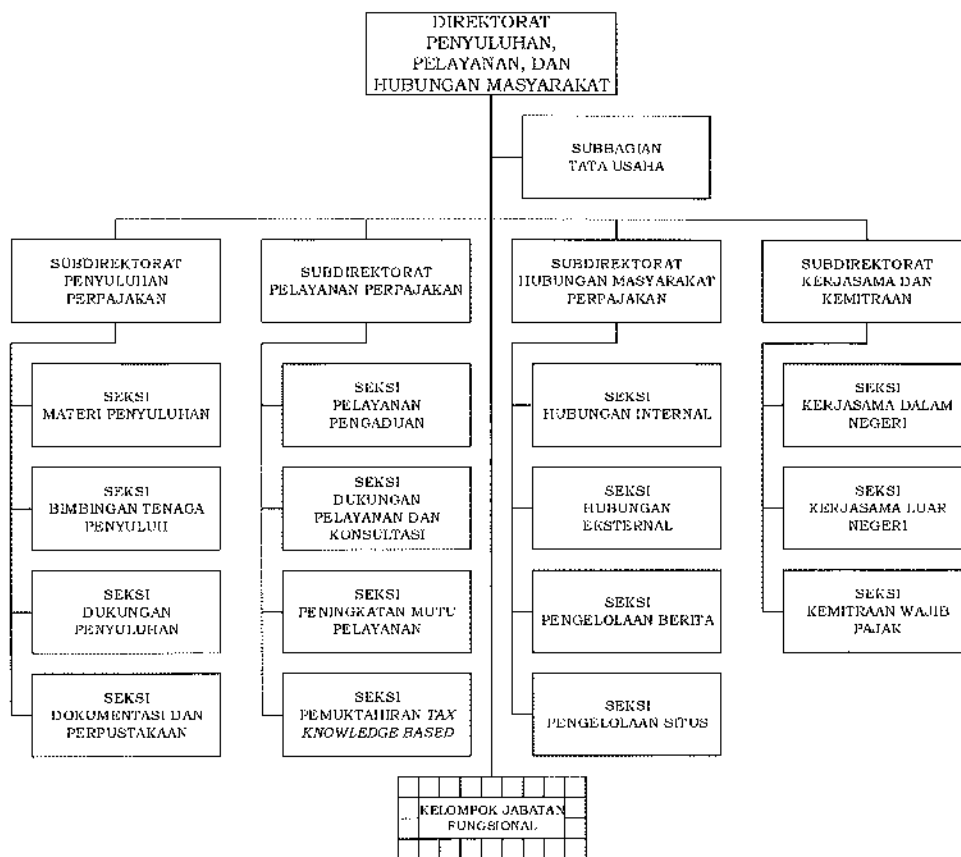 DIREKTORAT
PENYULUHAN,
PELAYANAN, DAN
HUBUNGAN MASYARAKAT
SUBBAGIAN
TATA USAHA
SUBDIREKTORAT
PENYULUHAN
PERPAJAKAN
SUBDIREKTORAT
PELAYANAN PERPAJAKAN
SUBDIREKTORAT
HUBUNGAN MASYARAKAT
PERPAJAKAN
SUBDIREKTORAT
KERJASAMA DAN
KEMITRAAN
SEKSI
MATERI PENYULUHAN
SEKSI
PELAYANAN
PENGADUAN
SEKSI
HUBUNGAN INTERNAL
SEKSI
KERJASAMA DALAM
NEGERI
SEKSI
BIMBINGAN TENAGA
PENYULUH
SEKSI
DUKUNGAN
PELAYANAN DAN
KONSULTASI
SEKSI
HUBUNGAN
EKSTERNAL
SEKSI
KERJASAMA LUAR
NEGERI
SEKSI
DUKUNGAN
PENYULUHAN
SEKSI
PENINGKATAN MUTU
PELAYANAN
SEKSI
PENGELOLAAN BERITA
SEKSI
KEMITRAAN WAJIB
PAJAK
SEKSI
DOKUMENTASI DAN
PERPUSTAKAAN
SEKSI
PEMUKTAHIRAN TAX
KNOWLEDGE BASED
SEKSI
PENGELOLAAN SITUS
KELOMPOK JABATAN
FUNGSIONAL